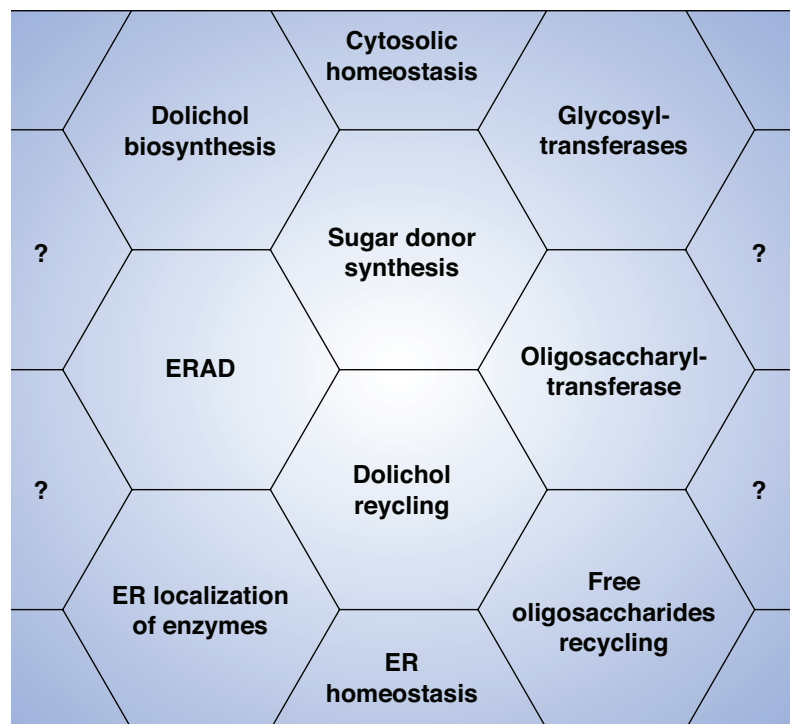 Cytosolic
homeostasis
Dolichol
biosynthesis
Glycosyl-
transferases
?
Sugar donor
synthesis
?
ERAD
Oligosaccharyl-
transferase
?
Dolichol
reycling
?
ER localization
of enzymes
Free
oligosaccharides
recycling
ER
homeostasis